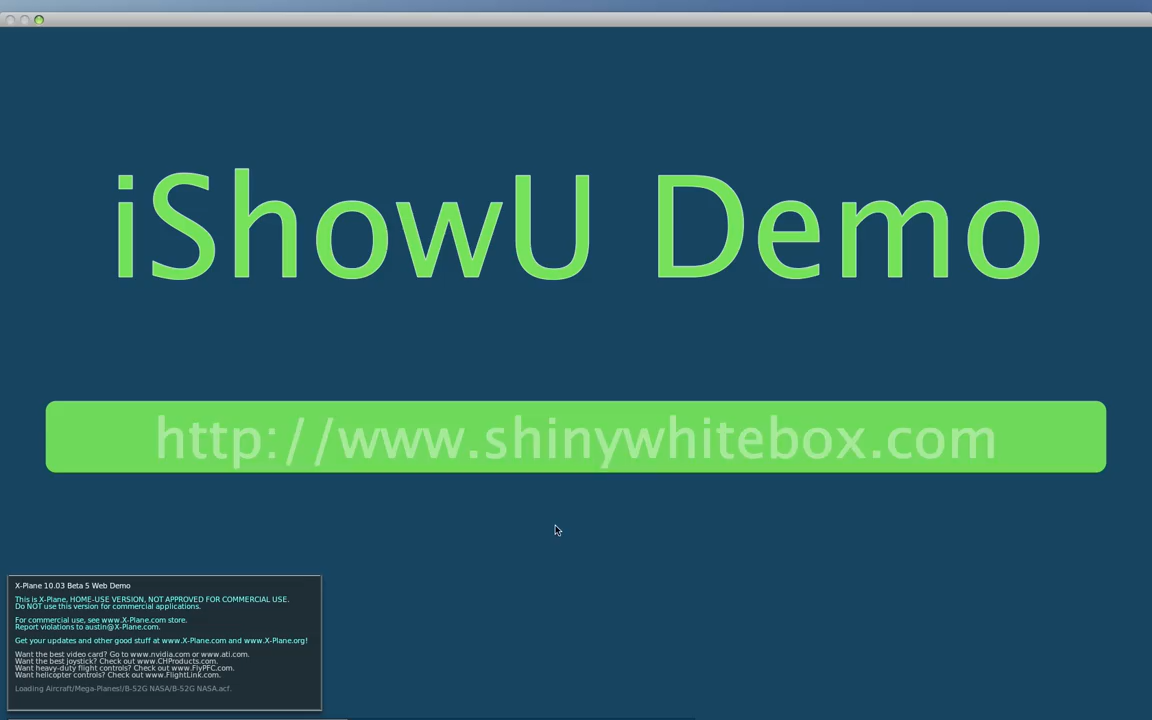 iShowU Demo
http://www.shinywhitebox.com
X-Plane 10.03 Beta 5 Web Demo
This is X-Plane, HOME-USE VERSION, NOT APPROVED FOR COMMERCIAL USE.
Do NOT use this version for commercial applications.
For commercial use, see www.X-Plane.com store.
Report violations to austin@X-Plane.com.
Get your updates and other good stuff at www.X-Plane.com and www.X-Plane.org!
Want the best video card? Go to www.nvidia.com or www.ati.com.
Want the best joystick? Check out www.CHProducts.com.
Want heavy-duty flight controls? Check out www.FlyPFC.com.
Want helicopter controls? Check out www.FlightLink.com.
Loading Aircraft/Mega-Planes!/B-52G NASA/B-52G NASA.acf.